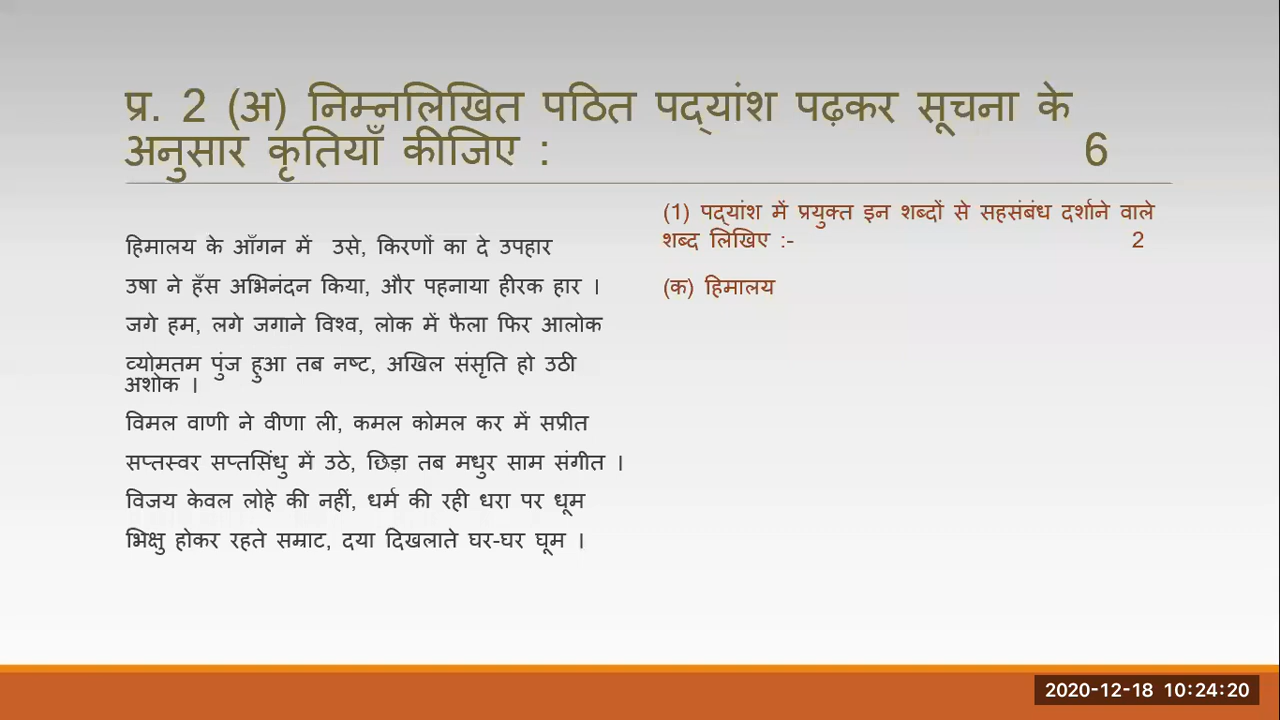 प्र. 2 (अ) निम्नलिखित पठित पद्यांश पढ़कर सूचना के
अनुसार कृतियाँ कीजिए : 6
हिमालय के आँगन में उसे, किरणों का दे उपहार
उषा ने हँस अभिनंदन किया, और पहनाया हीरक हार ।
जगे हम, लगे जगाने विश्व, लोक में फैला फिर आलोक
व्योमतम पुंज हुआ तब नष्ट, अखिल संसृति हो उठी
अशोक ।
विमल वाणी ने वीणा ली, कमल कोमल कर में सप्रीत
सप्तस्वर सप्तसिंधु में उठे, छिड़ा तब मधुर साम संगीत ।
विजय केवल लोहे की नहीं, धर्म की रही धरा पर धूम
भिक्षु होकर रहते सम्राट, दया दिखलाते घर-घर घूम ।
(1) पद्यांश में प्रयुक्त इन शब्दों से सहसंबंध दर्शाने वाले
शब्द लिखिए :- 2
(क) हिमालय
2020-12-18 10:24:20